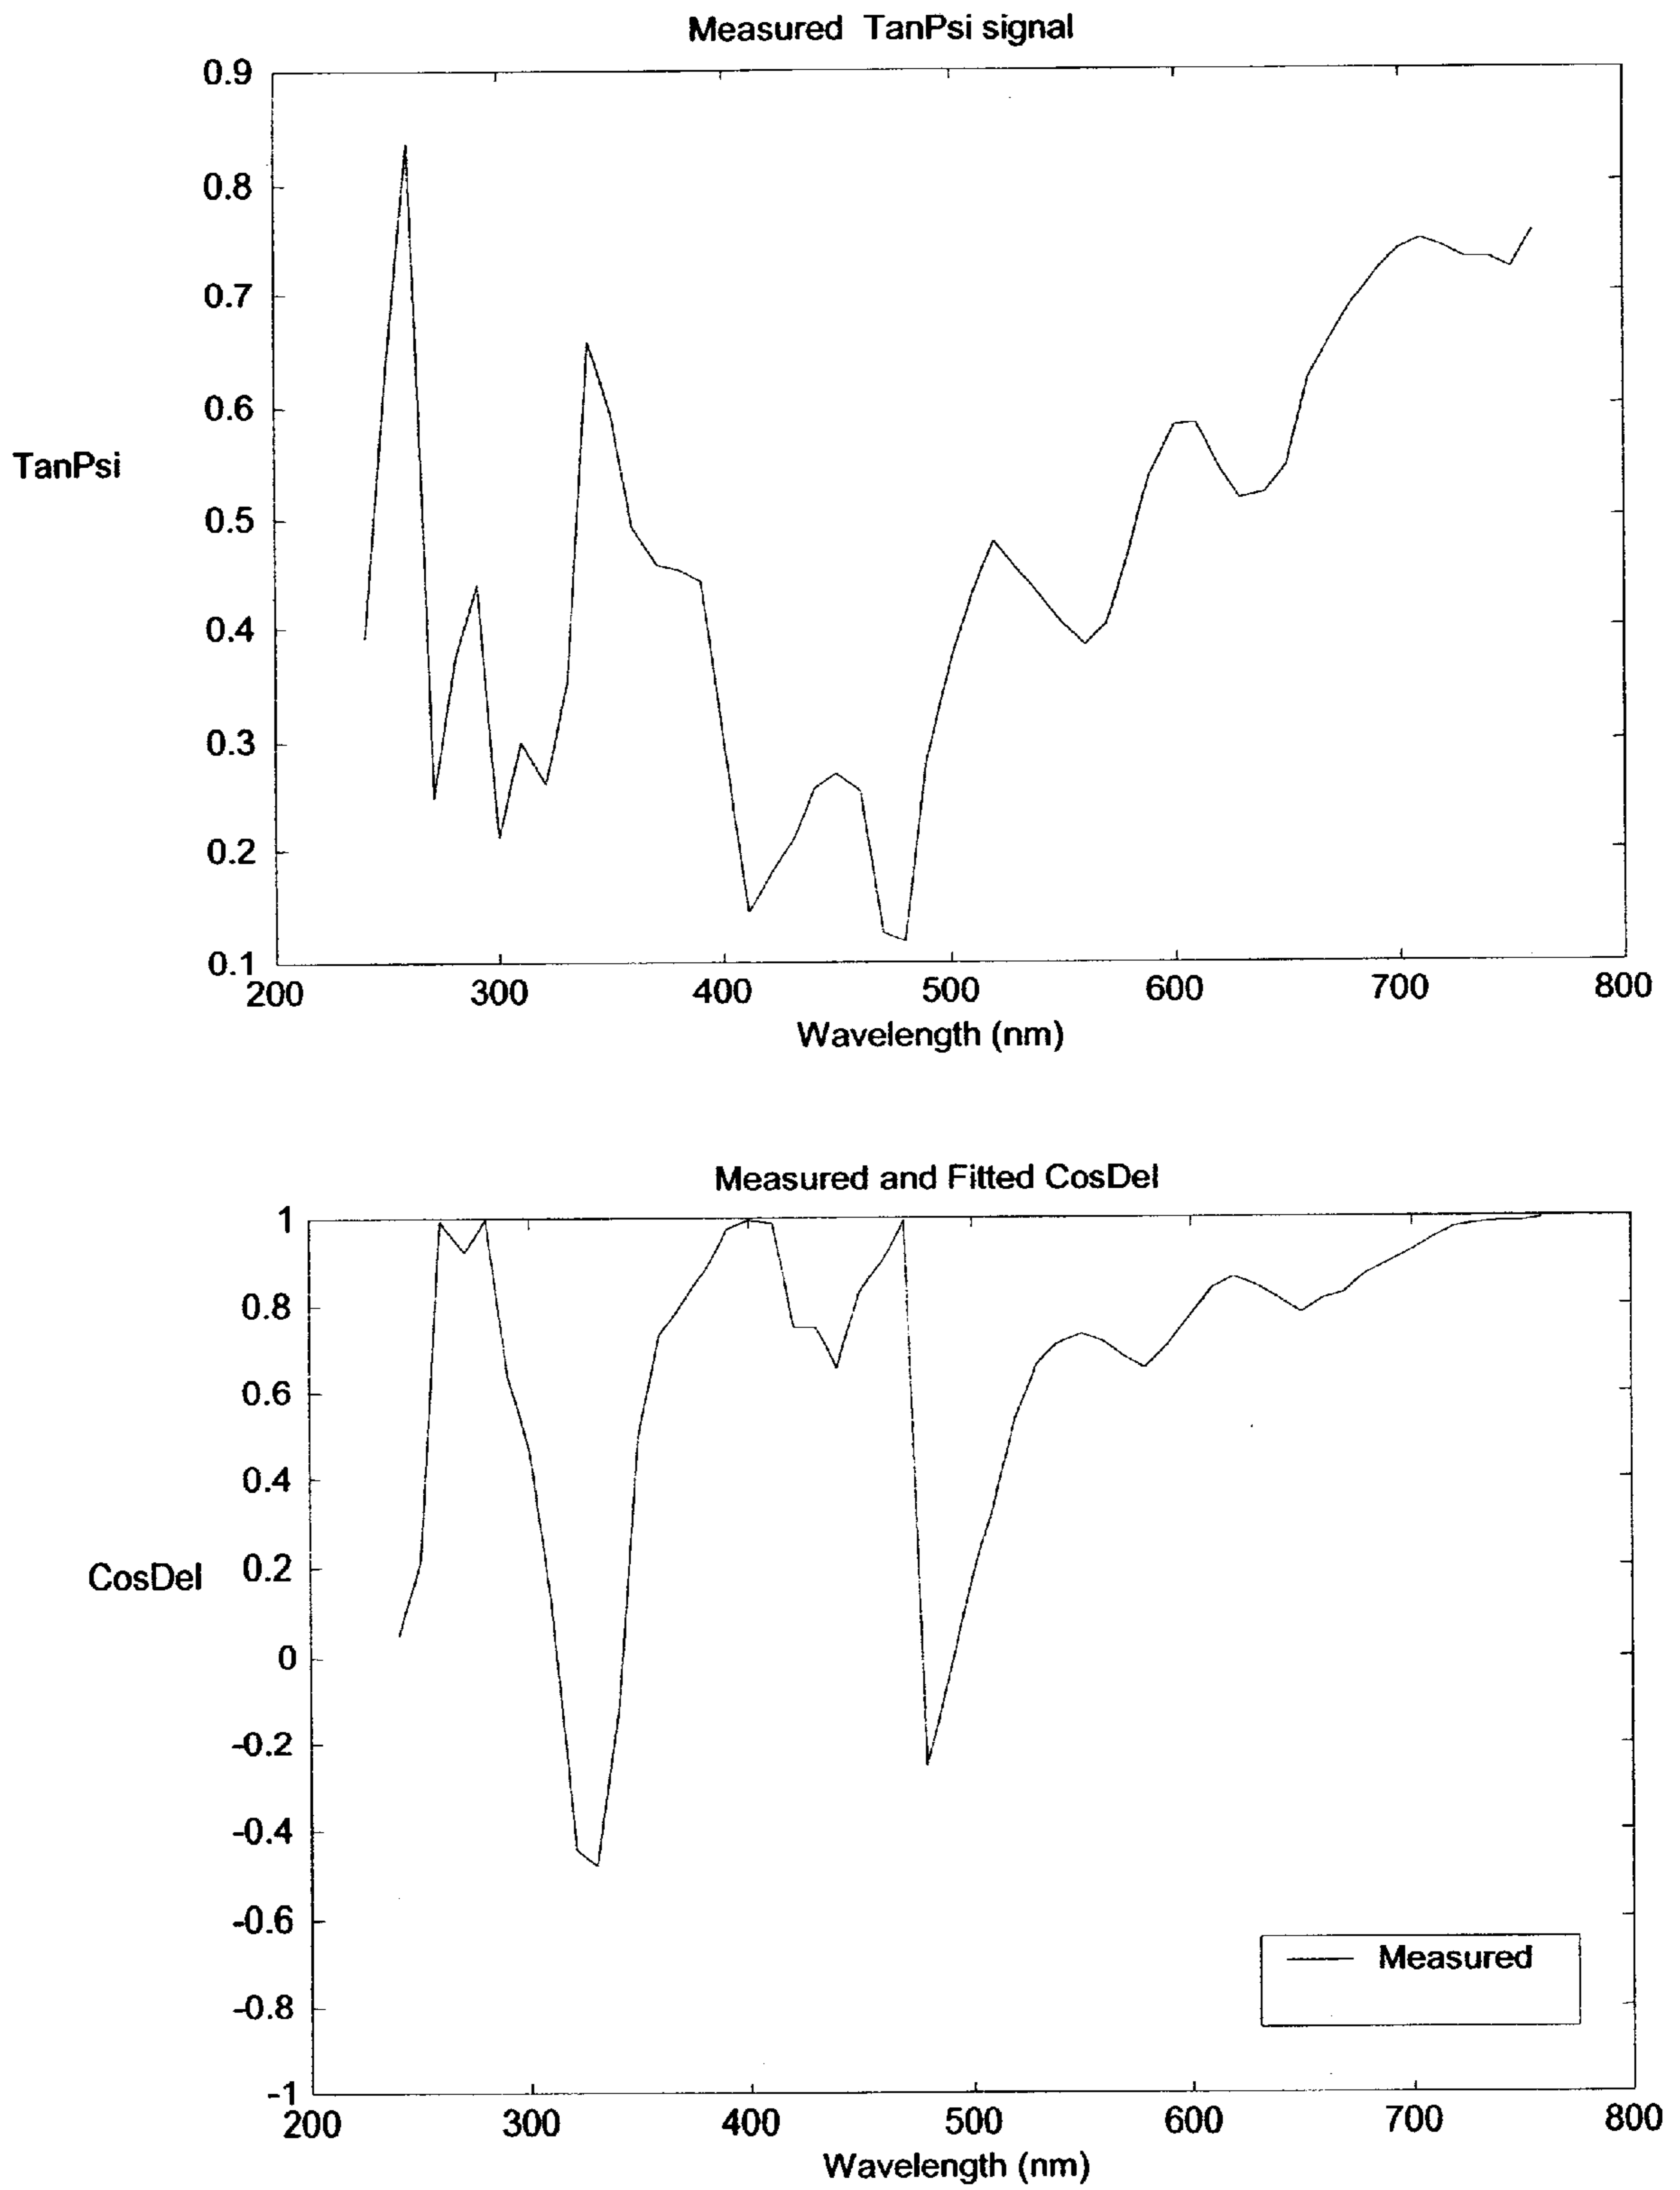 Measured TanPsi signal
0.9
0.8
0.7
0.6
TanPsi
0.5
0.4
0.3
0.2
0.1
200 300 400 500 600 700 800
Wavelength (nm)
Measured and Fitted CosDel
1
0.8
0.6
0.4
CosDel 0.2
0
-0.2
-0.4
-0.6
Measured
-0.8
-1
200 300 400 500 600 700 800
Wavelength (nm)